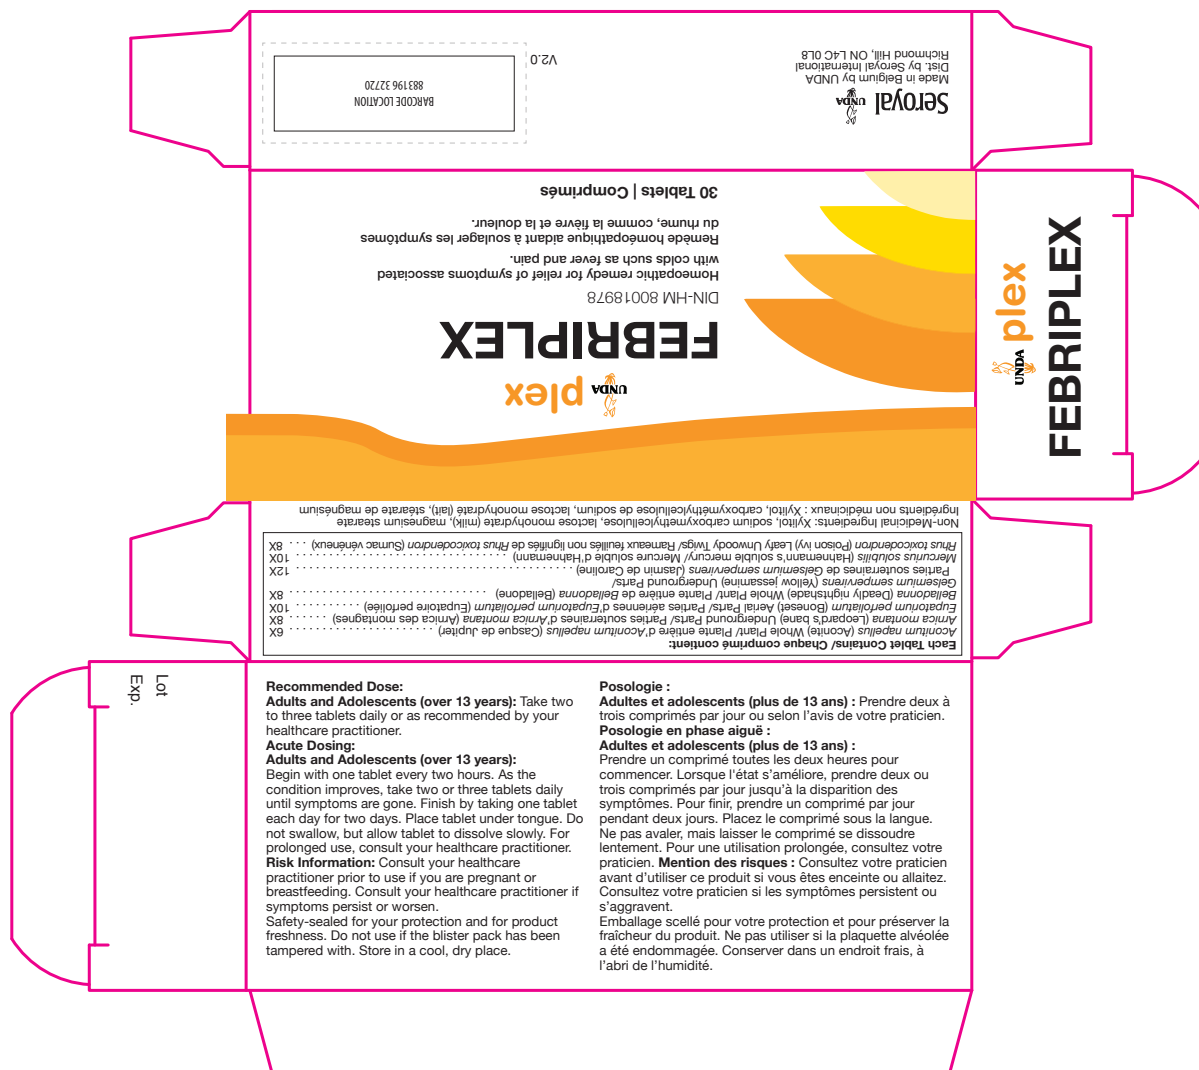 Seroyal UNDA
Made in Belgium by UNDA
Dist. by Seroyal International
Richmond Hill, ON L4C 0L8
V2.0
BARCODE LOCATION
883196 32720
UNDA plex
FEBRIPLEX
DIN-HM 80018978
Homeopathic remedy for relief of symptoms associated
with colds such as fever and pain.
Remède homéopathique aidant à soulager les symptômes
du rhume, comme la fièvre et la douleur.
30 Tablets | Comprimés
UNDA plex
FEBRIPLEX
Each Tablet Contains/ Chaque comprimé contient:
Aconitum napellus (Aconite) Whole Plant/ Plante entière d'Aconitum napellus (Casque de Jupiter) . . . . . . . . . . . . . . . . . . . . . . 6X
Arnica montana (Leopard's bane) Underground Parts/ Parties souterraines d'Arnica montana (Arnica des montagnes) . . . . . . 8X
Eupatorium perfoliatum (Boneset) Aerial Parts/ Parties aériennes d'Eupatorium perfoliatum (Eupatoire perfoliée) . . . . . . . . . . 10X
Belladonna (Deadly nightshade) Whole Plant/ Plante entière de Belladonna (Belladone) . . . . . . . . . . . . . . . . . . . . . . . . . . . . . 8X
Gelsemium sempervirens (Yellow jessamine) Underground Parts/
Parties souterraines de Gelsemium sempervirens (Jasmin de Caroline) . . . . . . . . . . . . . . . . . . . . . . . . . . . . . . . . . . . . . . . . . . 12X
Mercurius solubilis (Hahnemann's soluble mercury/ Mercure soluble d'Hahnemann) . . . . . . . . . . . . . . . . . . . . . . . . . . . . . . . . 10X
Rhus toxicodendron (Poison ivy) Leafy Unwoody Twigs/ Rameaux feuillés non lignifiés de Rhus toxicodendron (Sumac vénéneux) . . . 8X
Non-Medicinal Ingredients: Xylitol, sodium carboxymethylcellulose, lactose monohydrate (milk), magnesium stearate
Ingrédients non médicinaux : Xylitol, carboxyméthylcellulose de sodium, lactose monohydraté (lait), stéarate de magnésium
Lot
Exp.
Recommended Dose:
Adults and Adolescents (over 13 years): Take two
to three tablets daily or as recommended by your
healthcare practitioner.
Acute Dosing:
Adults and Adolescents (over 13 years):
Begin with one tablet every two hours. As the
condition improves, take two or three tablets daily
until symptoms are gone. Finish by taking one tablet
each day for two days. Place tablet under tongue. Do
not swallow, but allow tablet to dissolve slowly. For
prolonged use, consult your healthcare practitioner.
Risk Information: Consult your healthcare
practitioner prior to use if you are pregnant or
breastfeeding. Consult your healthcare practitioner if
symptoms persist or worsen.
Safety-sealed for your protection and for product
freshness. Do not use if the blister pack has been
tampered with. Store in a cool, dry place.
Posologie :
Adultes et adolescents (plus de 13 ans) : Prendre deux à
trois comprimés par jour ou selon l'avis de votre praticien.
Posologie en phase aiguë :
Adultes et adolescents (plus de 13 ans) :
Prendre un comprimé toutes les deux heures pour
commencer. Lorsque l'état s'améliore, prendre deux ou
trois comprimés par jour jusqu'à la disparition des
symptômes. Pour finir, prendre un comprimé par jour
pendant deux jours. Placez le comprimé sous la langue.
Ne pas avaler, mais laisser le comprimé se dissoudre
lentement. Pour une utilisation prolongée, consultez votre
praticien. Mention des risques : Consultez votre praticien
avant d'utiliser ce produit si vous êtes enceinte ou allaitez.
Consultez votre praticien si les symptômes persistent ou
s'aggravent.
Emballage scellé pour votre protection et pour préserver la
fraîcheur du produit. Ne pas utiliser si la plaquette alvéolée
a été endommagée. Conserver dans un endroit frais, à
l'abri de l'humidité.